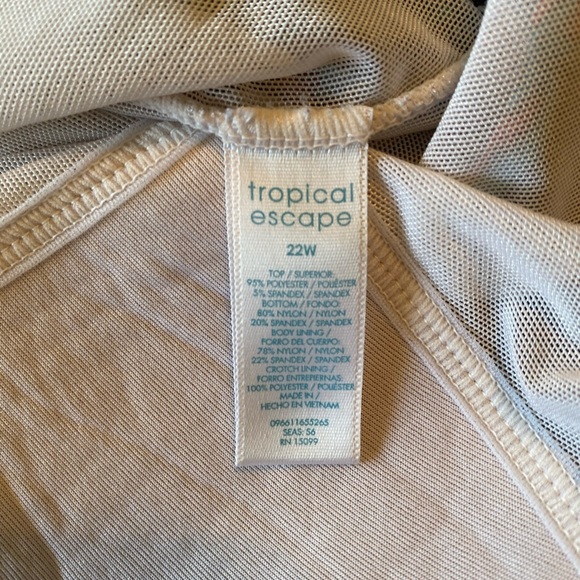 tropical
escape
22W
TOP / SUPERIOR:
95% POLYESTER / POLIÉSTER
5% SPANDEX / SPANDEX
BOTTOM / FONDO:
80% NYLON / NYLON
20% SPANDEX / SPANDEX
BODY LINING /
FORRO DEL CUERPO:
78% NYLON / NYLON
22% SPANDEX / SPANDEX
CROTCH LINING /
FORRO ENTREPIERNAS:
100% POLYESTER / POLIÉSTER
MADE IN /
HECHO EN VIETNAM
096611655265
SEAS: S6
RN 15099